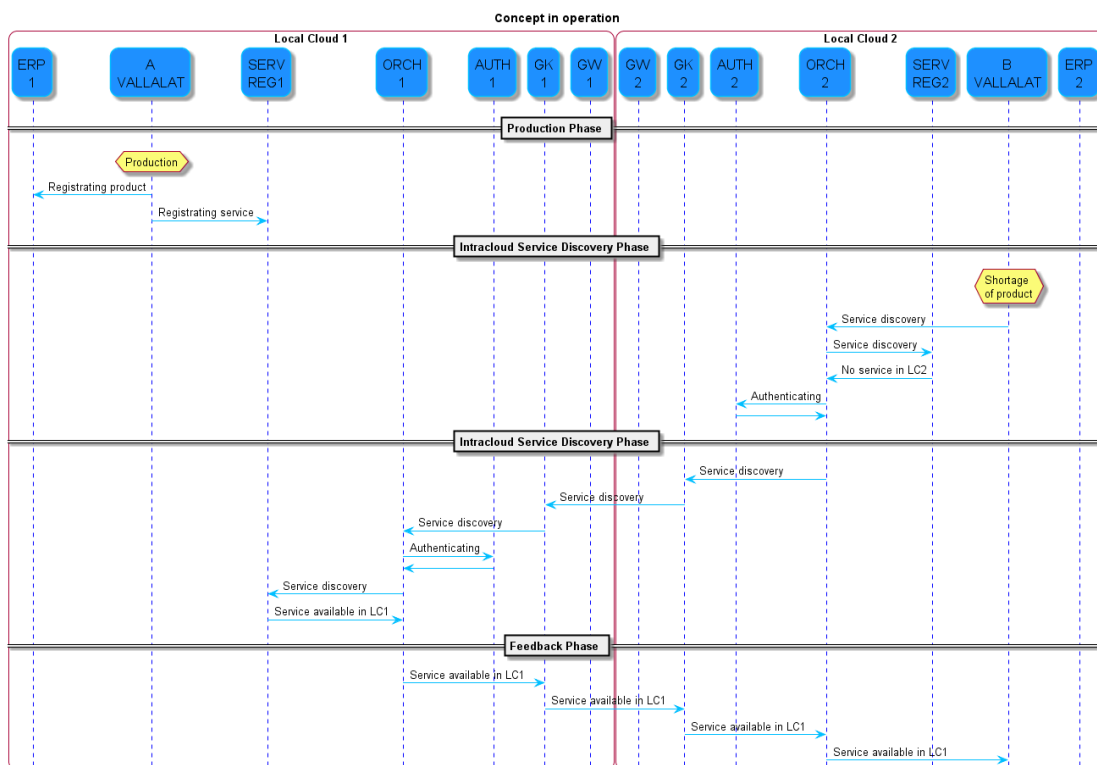 Concept in operation
Local Cloud 1
Local Cloud 2
ERP
1
A
VALLALAT
SERV
REG1
ORCH
1
AUTH
1
GK
1
GW
1
GW
2
GK
2
AUTH
2
ORCH
2
SERV
REG2
B
VALLALAT
ERP
2
Production Phase
Production
Registrating product
Registrating service
Intracloud Service Discovery Phase
Shortage
of product
Service discovery
Service discovery
No service in LC2
Authenticating
Intracloud Service Discovery Phase
Service discovery
Service discovery
Service discovery
Authenticating
Service discovery
Service available in LC1
Feedback Phase
Service available in LC1
Service available in LC1
Service available in LC1
Service available in LC1